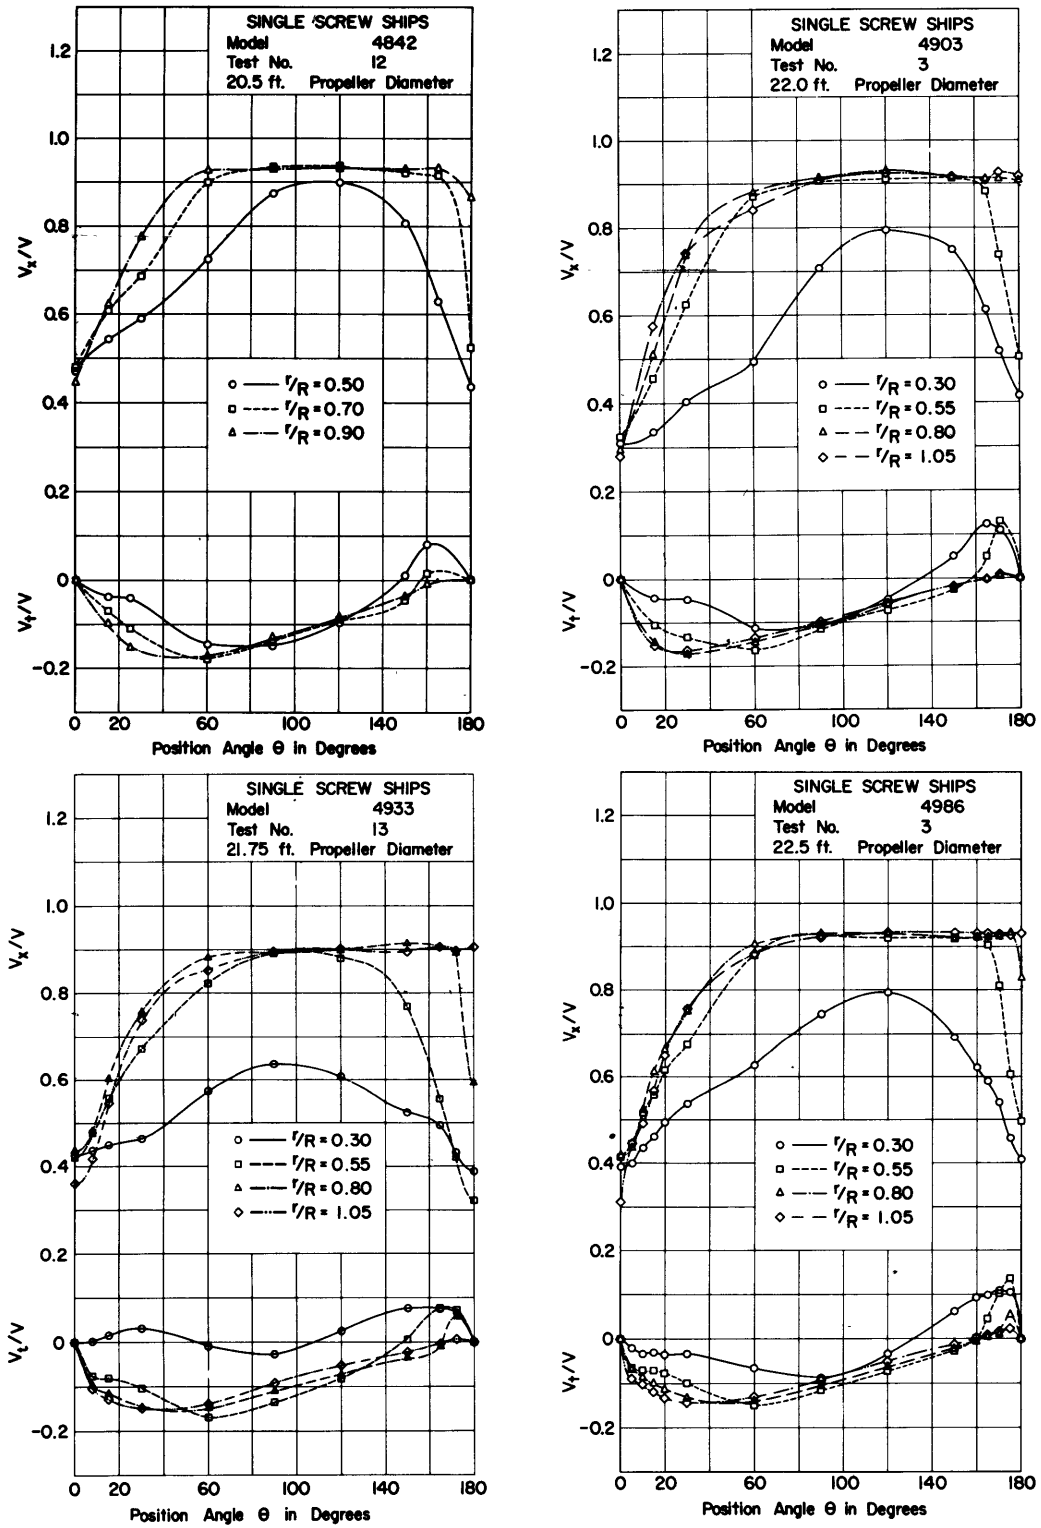 SINGLE SCREW SHIPS
Model 4842
Test No. 12
20.5 ft. Propeller Diameter
1.2
1.0
0.8
Vx/V
0.6
0.4
0.2
0
Vt/V
-0.2
r/R = 0.50
r/R = 0.70
r/R = 0.90
0 20 60 100 140 180
Position Angle θ in Degrees
SINGLE SCREW SHIPS
Model 4903
Test No. 3
22.0 ft. Propeller Diameter
1.2
1.0
0.8
Vx/V
0.6
0.4
0.2
0
Vt/V
-0.2
r/R = 0.30
r/R = 0.55
r/R = 0.80
r/R = 1.05
0 20 60 100 140 180
Position Angle θ in Degrees
SINGLE SCREW SHIPS
Model 4933
Test No. 13
21.75 ft. Propeller Diameter
1.2
1.0
Vx/V
0.8
0.6
0.4
0.2
0
Vt/V
-0.2
r/R = 0.30
r/R = 0.55
r/R = 0.80
r/R = 1.05
0 20 60 100 140 180
Position Angle θ in Degrees
SINGLE SCREW SHIPS
Model 4986
Test No. 3
22.5 ft. Propeller Diameter
1.2
1.0
0.8
Vx/V
0.6
0.4
0.2
0
Vt/V
-0.2
r/R = 0.30
r/R = 0.55
r/R = 0.80
r/R = 1.05
0 20 60 100 140 180
Position Angle θ in Degrees